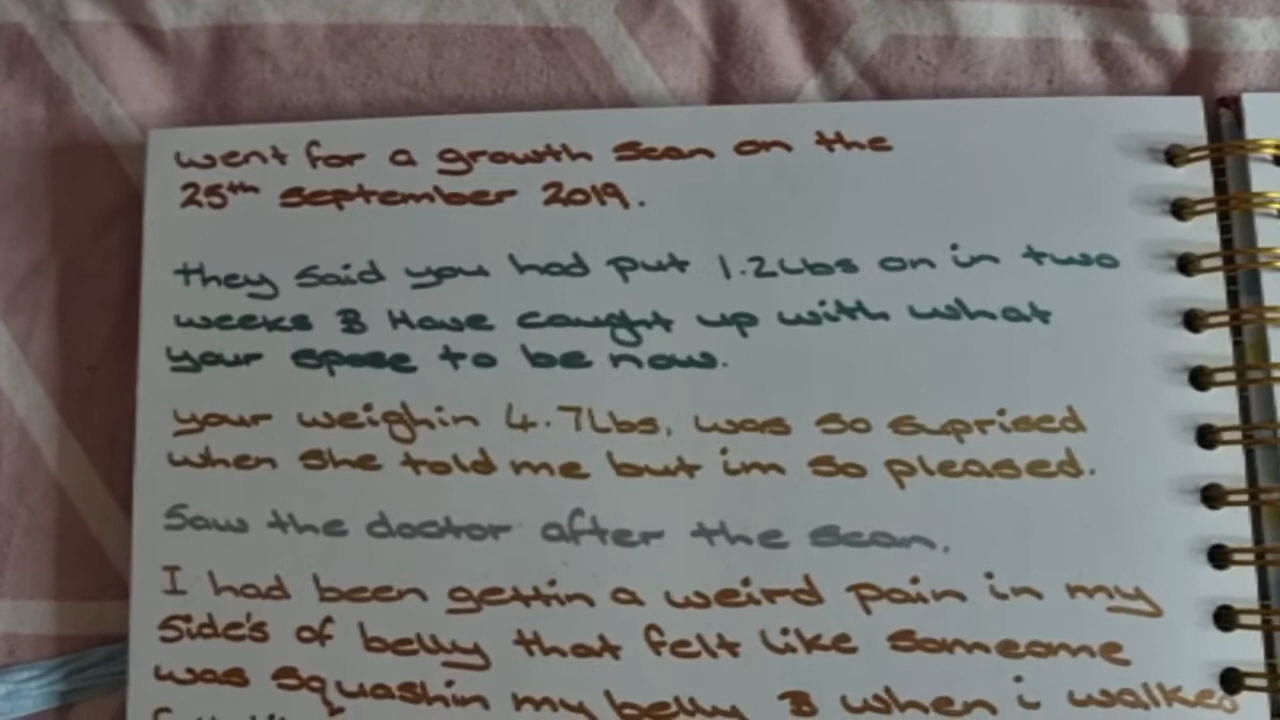 went for a growth scan on the
25th september 2019.
they said you had put 1.2Lbs on in two
weeks & Have caught up with what
your spose to be now.
your weighin 4.7Lbs, was so suprised
when she told me but im so pleased.
Saw the doctor after the scan.
I had been gettin a weird pain in my
side's of belly that felt like someone
was squashin my belly & when i walked